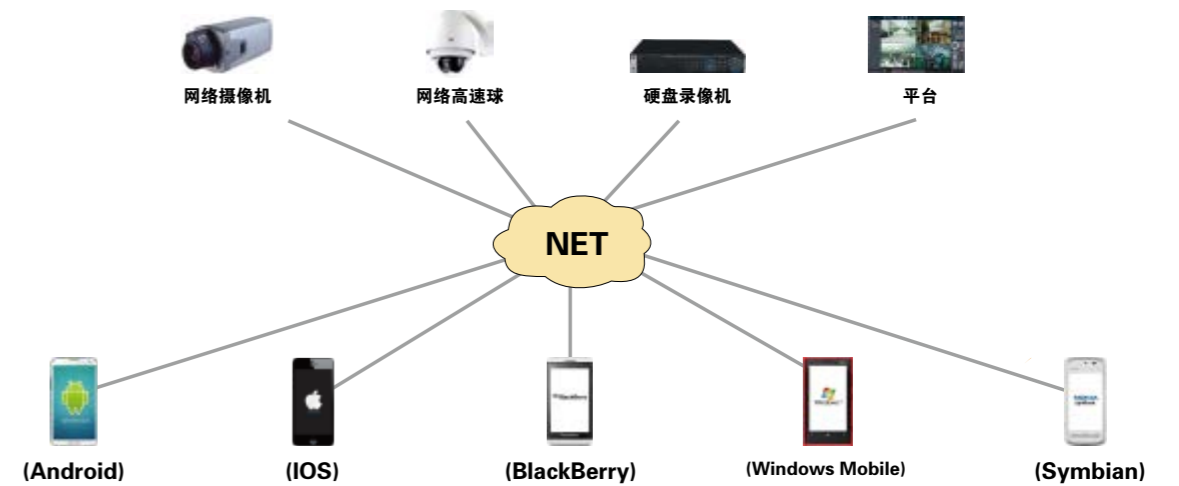 网络摄像机
网络高速球
硬盘录像机
平台
NET
(Android)
(IOS)
(BlackBerry)
(Windows Mobile)
(Symbian)
BlackBerry